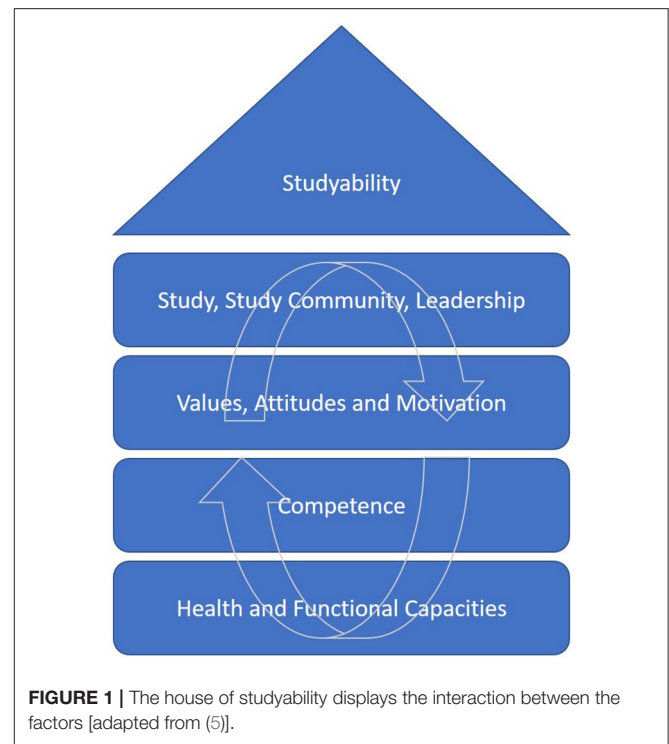 Studyability
Study, Study Community, Leadership
Values, Attitudes and Motivation
Competence
Health and Functional Capacities
FIGURE 1 | The house of studyability displays the interaction between the
factors [adapted from (5)].